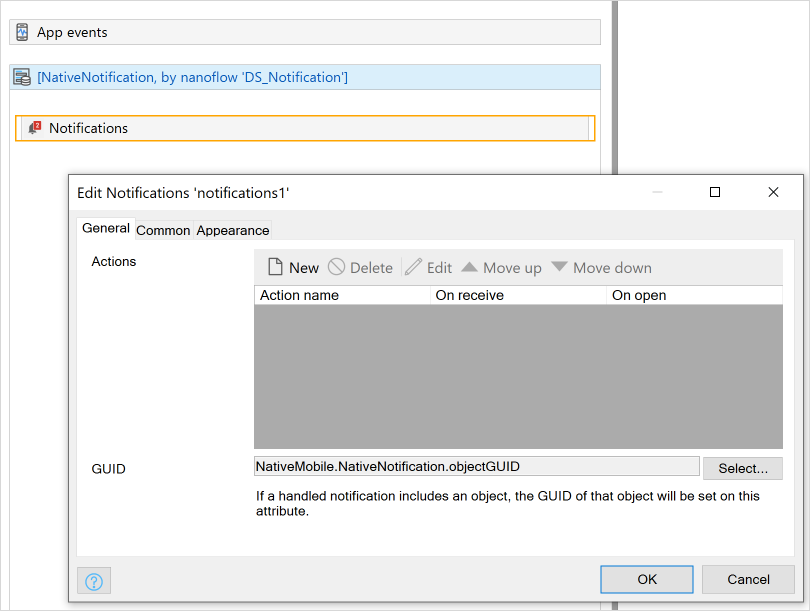 App events
[NativeNotification, by nanoflow 'DS_Notification']
2
Notifications
Edit Notifications 'notifications1'
General Common Appearance
Actions
New Delete Edit Move up Move down
Action name On receive On open
GUID
NativeMobile.NativeNotification.objectGUID
Select...
If a handled notification includes an object, the GUID of that object will be set on this
attribute.
?
OK Cancel